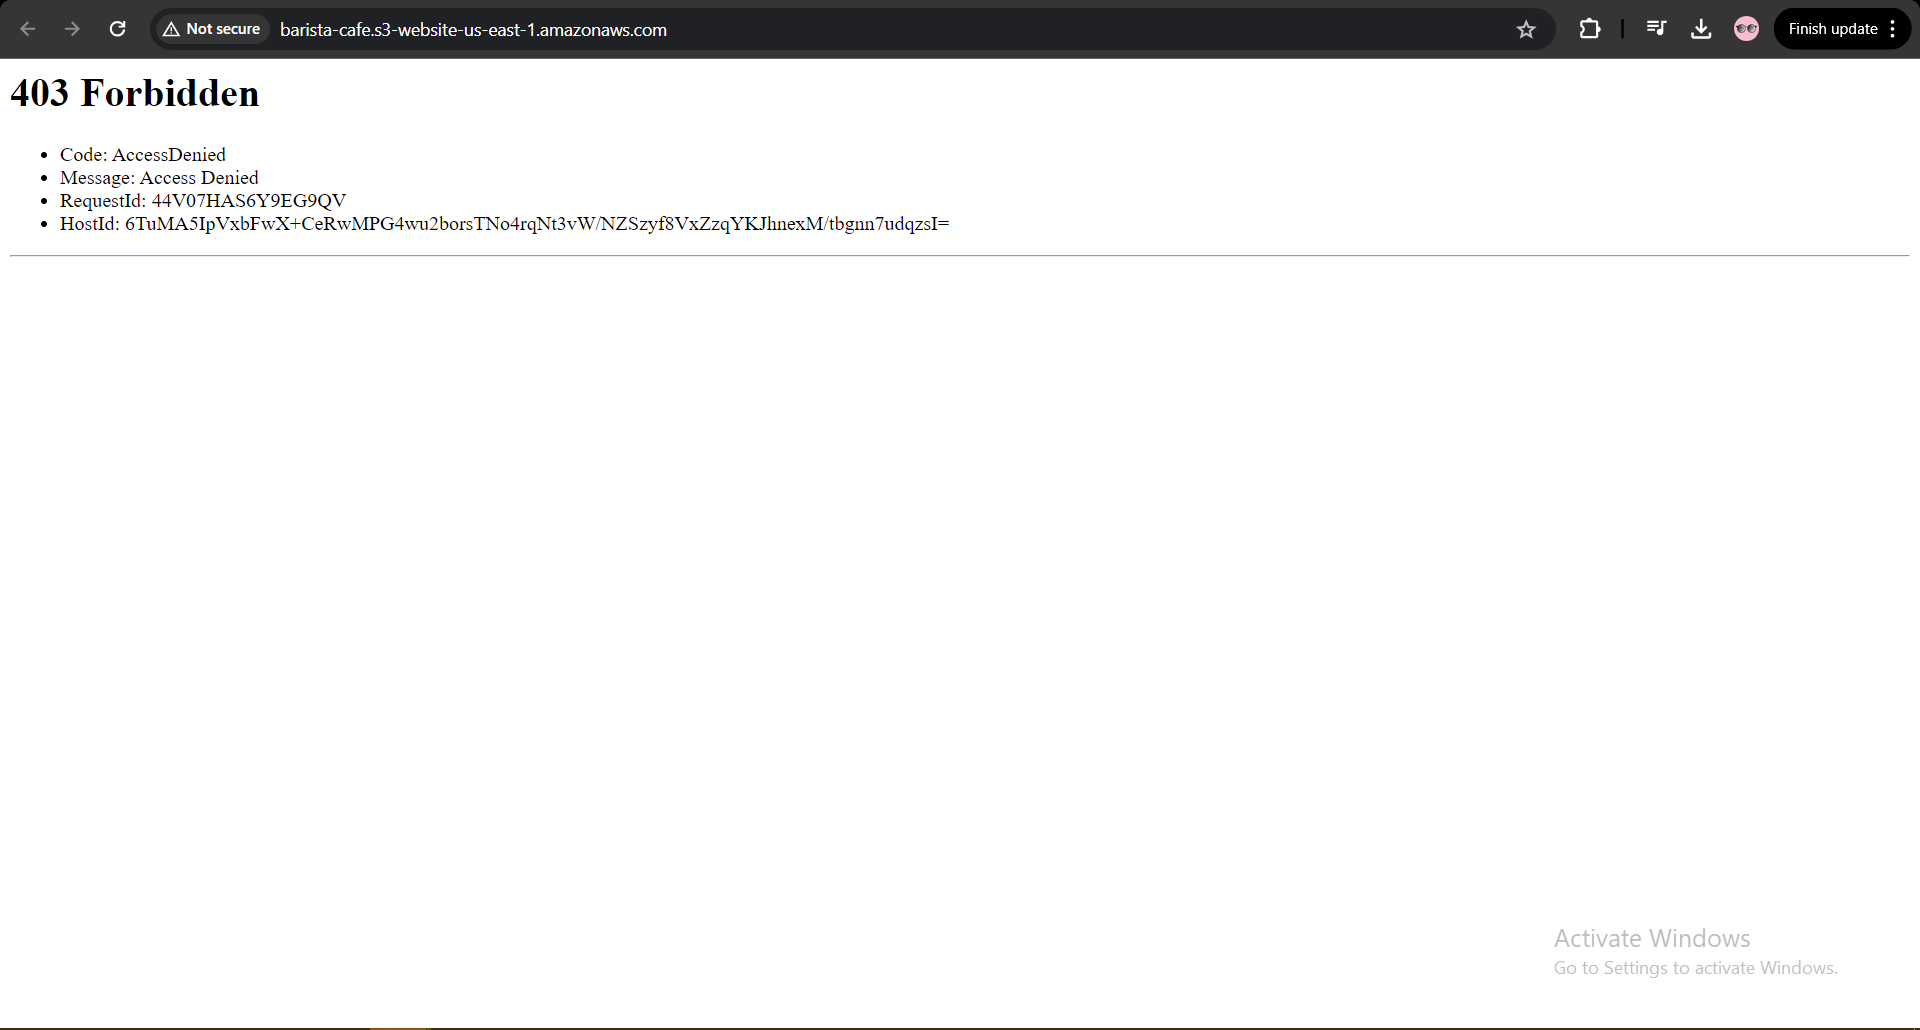 Not secure
barista-cafe.s3-website-us-east-1.amazonaws.com
Finish update
403 Forbidden
Code: AccessDenied
Message: Access Denied
RequestId: 44V07HAS6Y9EG9QV
HostId: 6TuMA5IpVxbFwX+CeRwMPG4wu2borsTNo4rqNt3vW/NZSzyf8VxZzqYKJhnexM/tbgnn7udqzsI=
Activate Windows
Go to Settings to activate Windows.